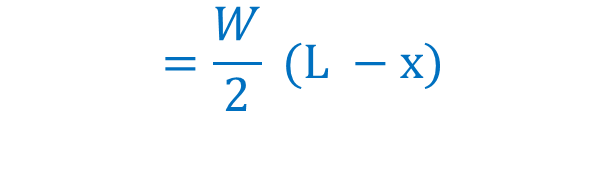 = W/2 (L − x)